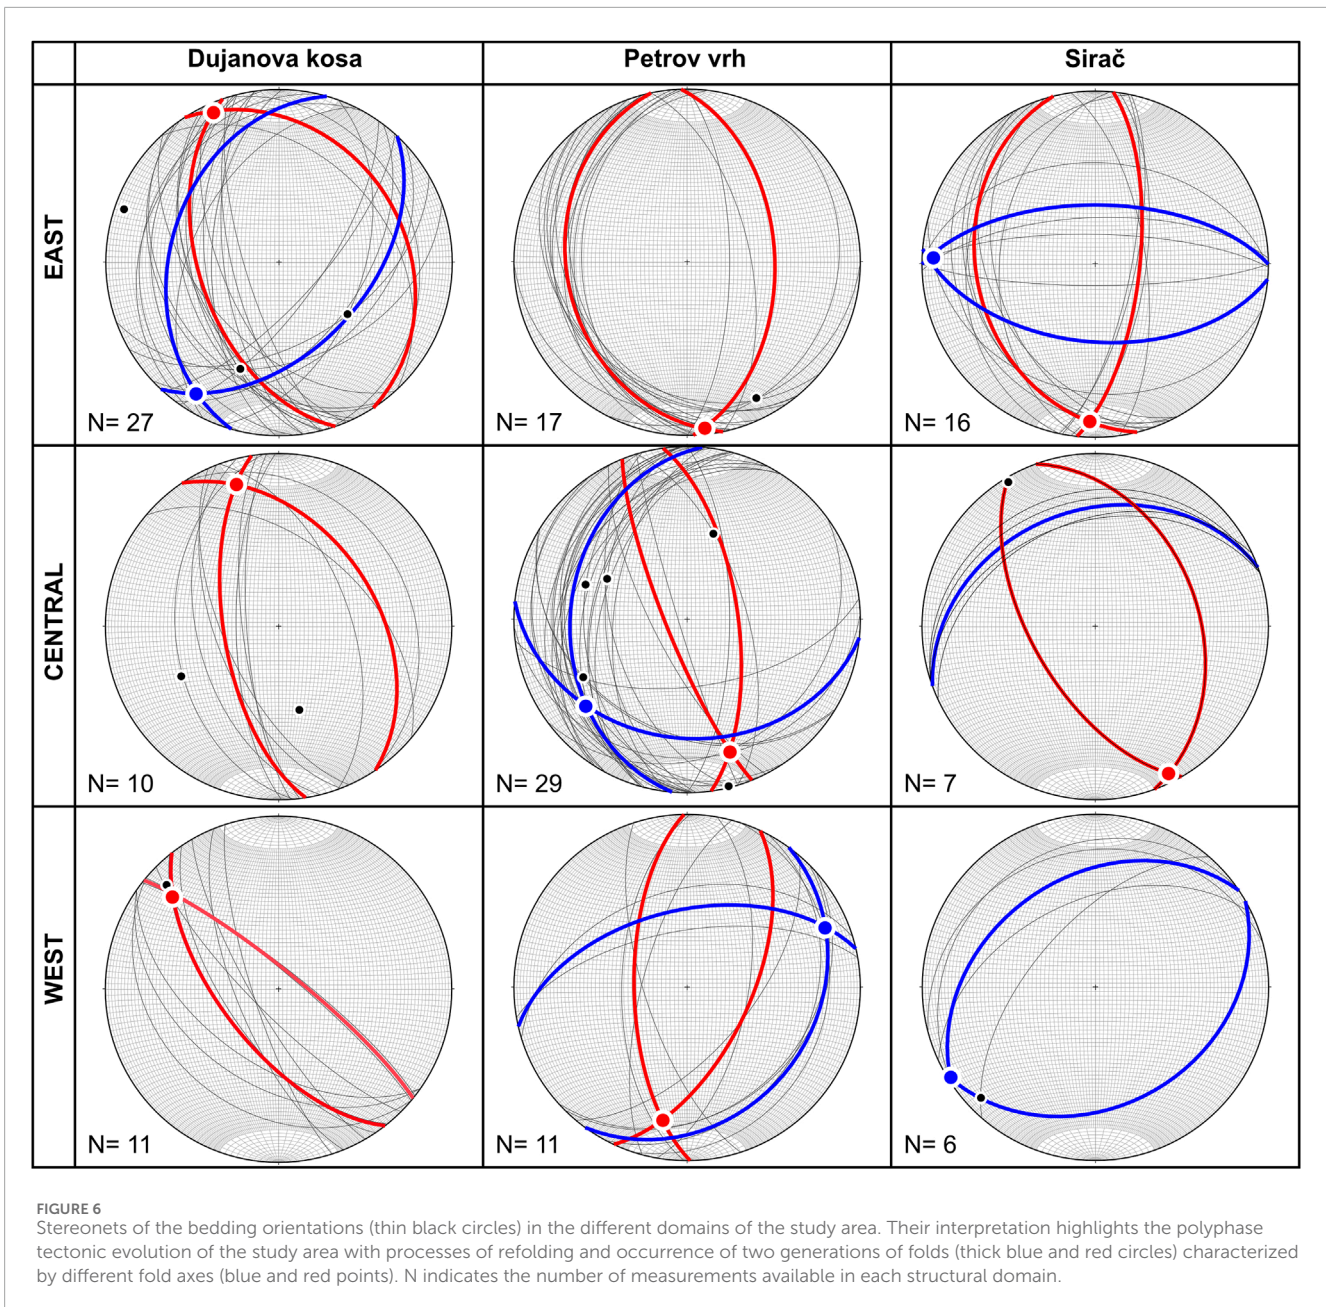 Dujanova kosa
Petrov vrh
Sirač
EAST
N= 27
N= 17
N= 16
CENTRAL
N= 10
N= 29
N= 7
WEST
N= 11
N= 11
N= 6
FIGURE 6
Stereonets of the bedding orientations (thin black circles) in the different domains of the study area. Their interpretation highlights the polyphase
tectonic evolution of the study area with processes of refolding and occurrence of two generations of folds (thick blue and red circles) characterized
by different fold axes (blue and red points). N indicates the number of measurements available in each structural domain.